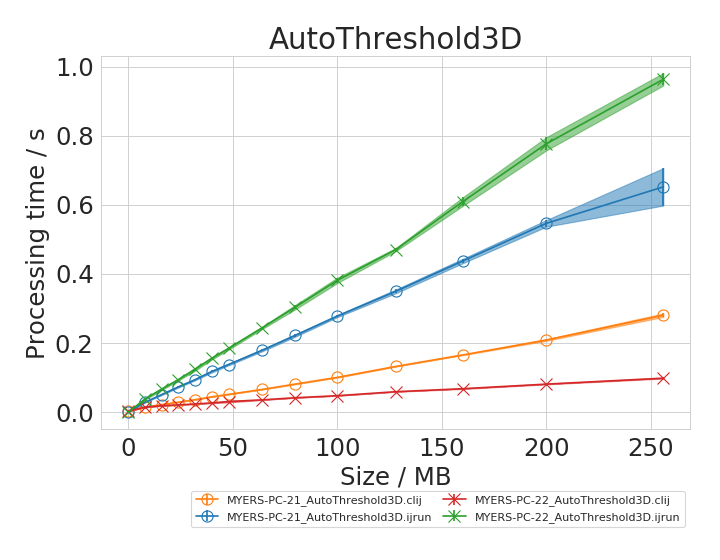 AutoThreshold3D
Processing time / s
1.0
0.8
0.6
0.4
0.2
0.0
0 50 100 150 200 250
Size / MB
MYERS-PC-21_AutoThreshold3D.clij MYERS-PC-22_AutoThreshold3D.clij
MYERS-PC-21_AutoThreshold3D.ijrun MYERS-PC-22_AutoThreshold3D.ijrun